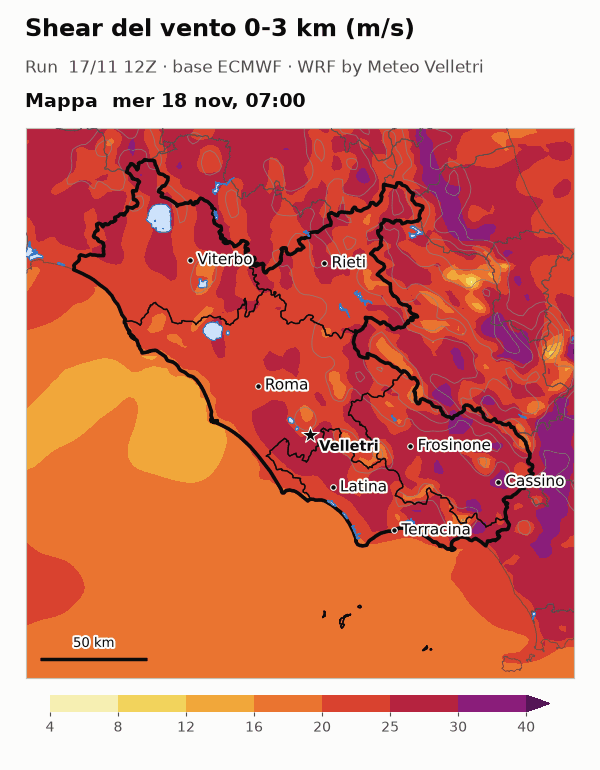 Shear del vento 0-3 km (m/s)
Run  17/11 12Z · base ECMWF · WRF by Meteo Velletri
Mappa  mer 18 nov, 07:00
Viterbo
Rieti
Roma
Velletri
Frosinone
Cassino
Latina
Terracina
50 km
4 8 12 16 20 25 30 40